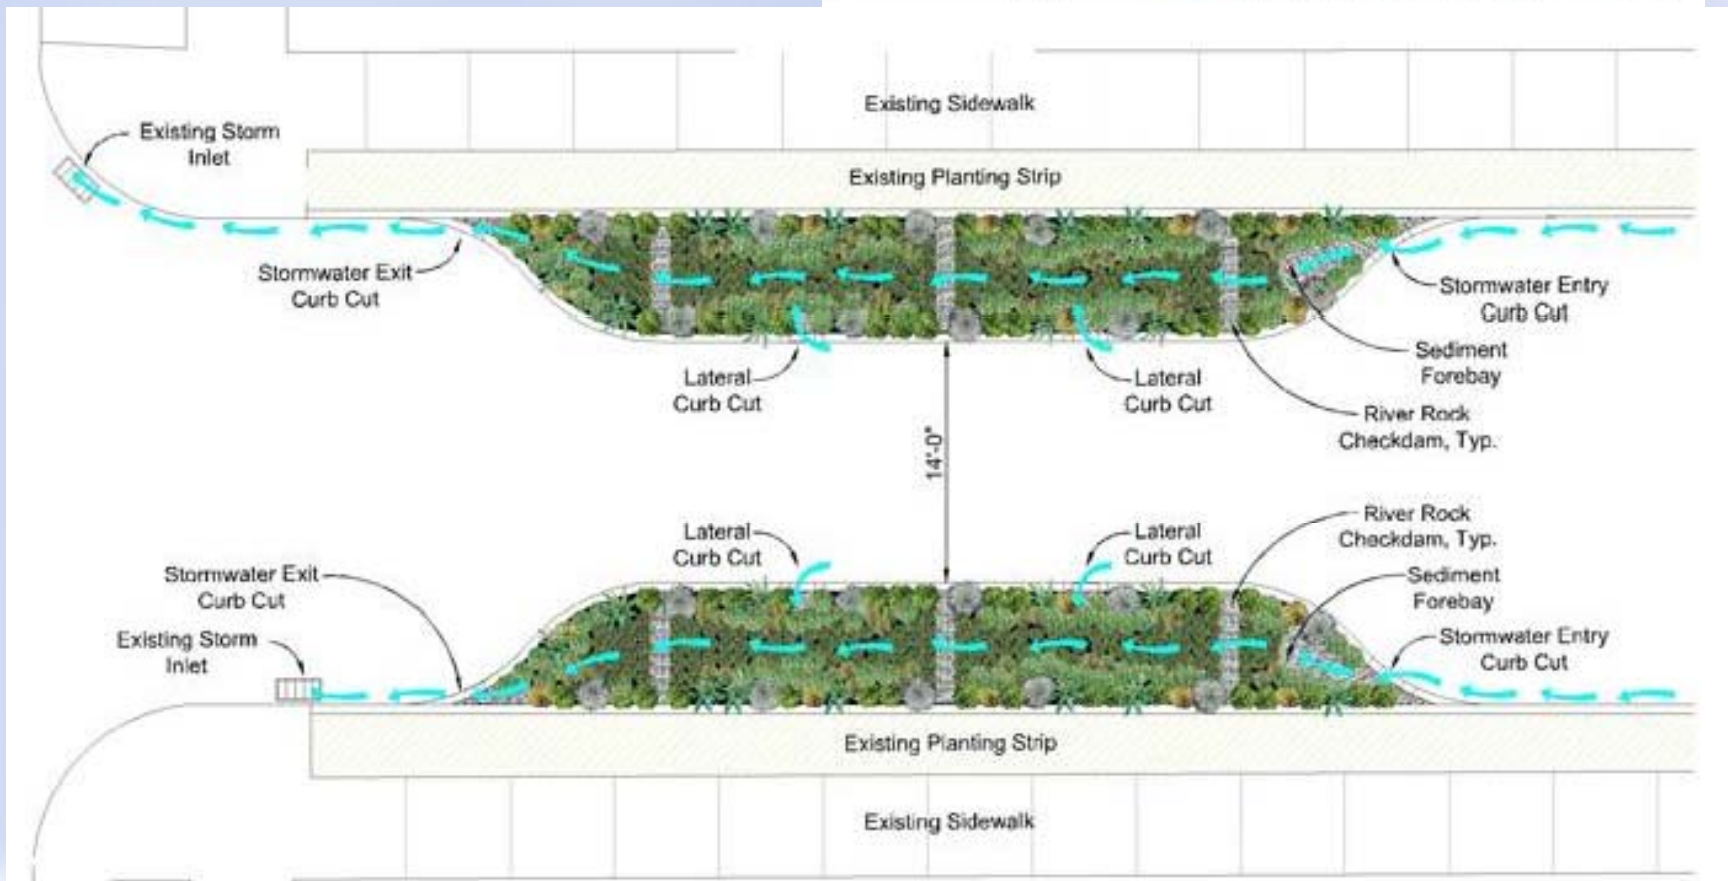 Existing Sidewalk
Existing Storm
Inlet
Existing Planting Strip
Stormwater Exit
Curb Cut
Stormwater Entry
Curb Cut
Lateral
Curb Cut
Lateral
Curb Cut
Sediment
Forebay
River Rock
Checkdam, Typ.
14'-0"
Lateral
Curb Cut
Lateral
Curb Cut
River Rock
Checkdam, Typ.
Stormwater Exit
Curb Cut
Sediment
Forebay
Existing Storm
Inlet
Stormwater Entry
Curb Cut
Existing Planting Strip
Existing Sidewalk